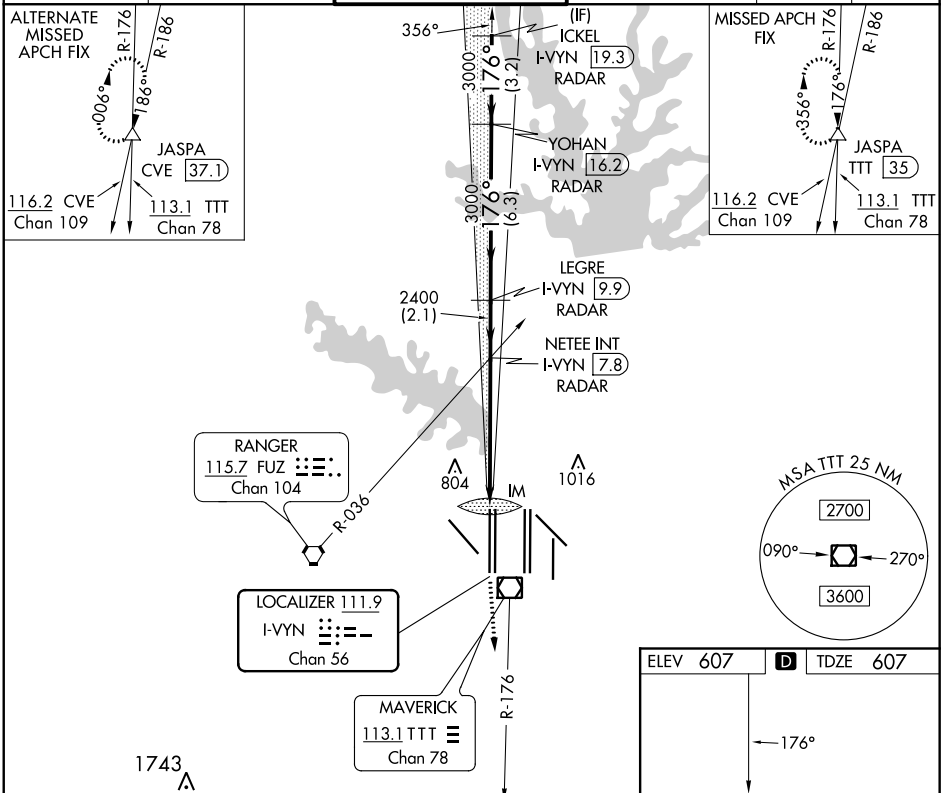 ALTERNATE
MISSED
APCH FIX
R-176
R-186
006°
186°
JASPA
CVE 37.1
116.2 CVE
Chan 109
113.1 TTT
Chan 78
356°
(IF)
ICKEL
I-VYN 19.3
RADAR
3000
176°
(3.2)
YOHAN
I-VYN 16.2
RADAR
3000
176°
(6.3)
LEGRE
I-VYN 9.9
RADAR
2400
(2.1)
NETEE INT
I-VYN 7.8
RADAR
MISSED APCH
FIX
R-176
R-186
356°
176°
JASPA
TTT 35
116.2 CVE
Chan 109
113.1 TTT
Chan 78
RANGER
115.7 FUZ
Chan 104
R-036
804
1016
IM
LOCALIZER 111.9
I-VYN
Chan 56
MAVERICK
113.1 TTT
Chan 78
R-176
1743
MSA TTT 25 NM
2700
090°
270°
3600
ELEV 607 D TDZE 607
176°